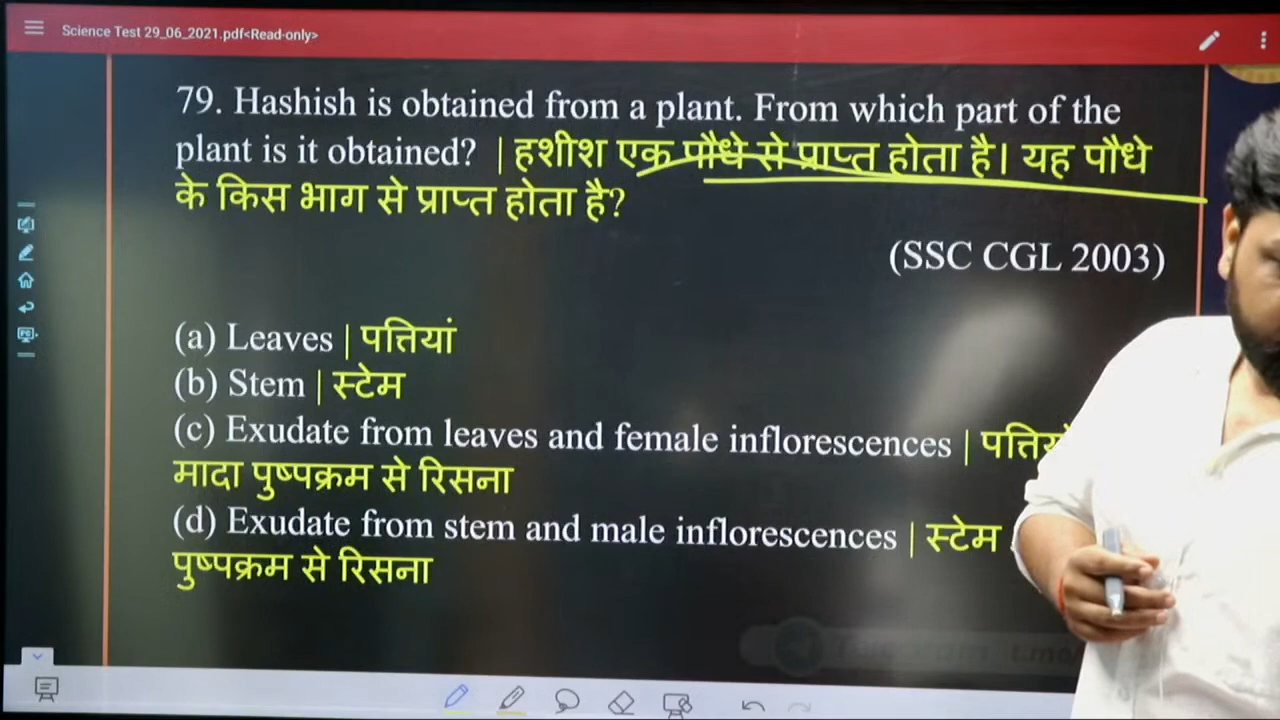 Science Test 29_06_2021.pdf<Read-only>
79. Hashish is obtained from a plant. From which part of the
plant is it obtained? | हशीश एक पौधे से प्राप्त होता है। यह पौधे
के किस भाग से प्राप्त होता है?
(SSC CGL 2003)
(a) Leaves | पत्तियां
(b) Stem | स्टेम
(c) Exudate from leaves and female inflorescences |
मादा पुष्पक्रम से रिसना
(d) Exudate from stem and male inflorescences | स्टेम
पुष्पक्रम से रिसना